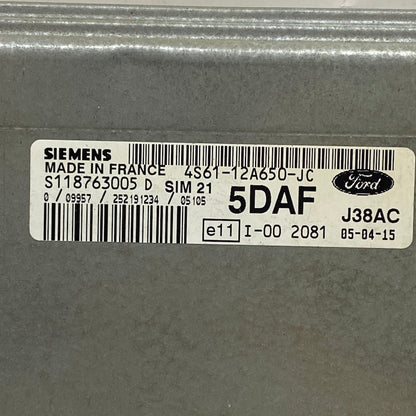 SIEMENS
MADE IN FRANCE 4S61-12A650-JC
S118763005 D SIM 21
0 / 09957 / 252191234 / 05105
5DAF
Ford
J38AC
e11 I-00 2081 05-04-15